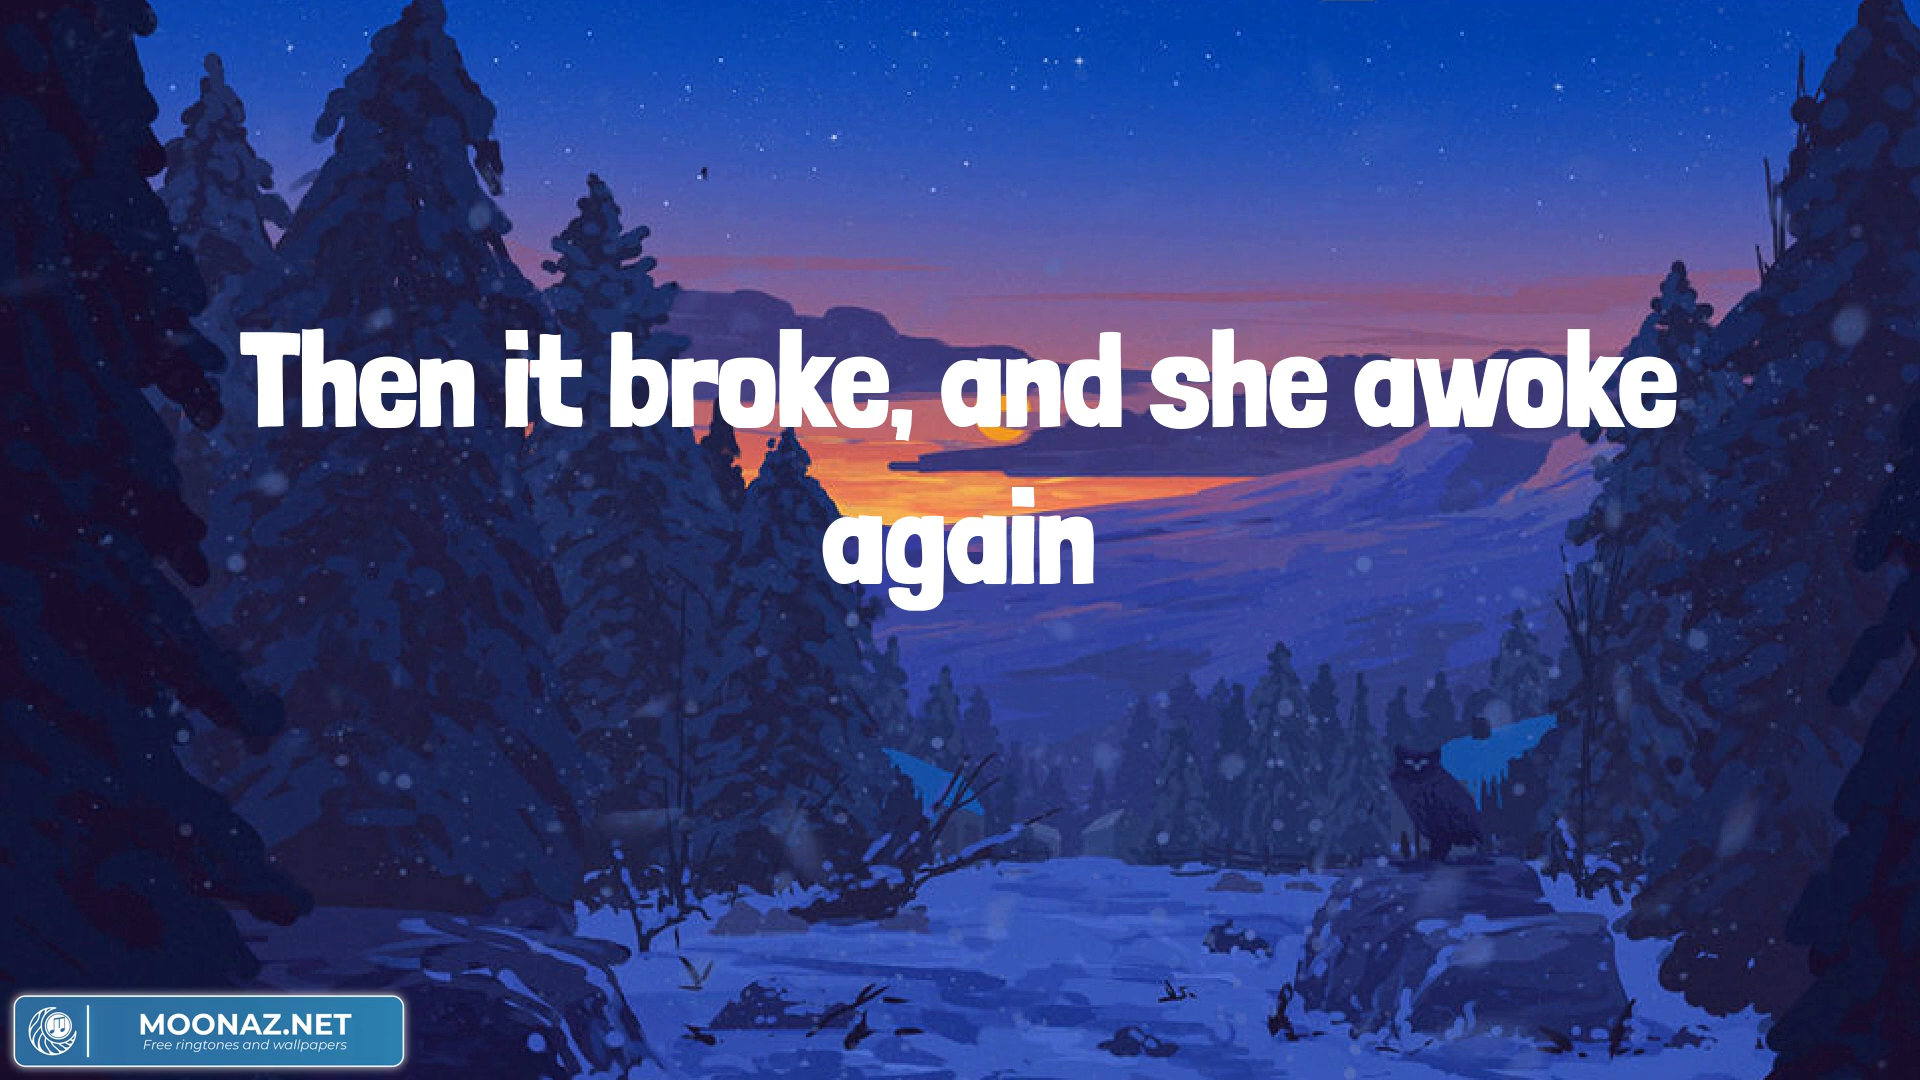 Then it broke, and she awoke
again
MOONAZ.NET
Free ringtones and wallpapers